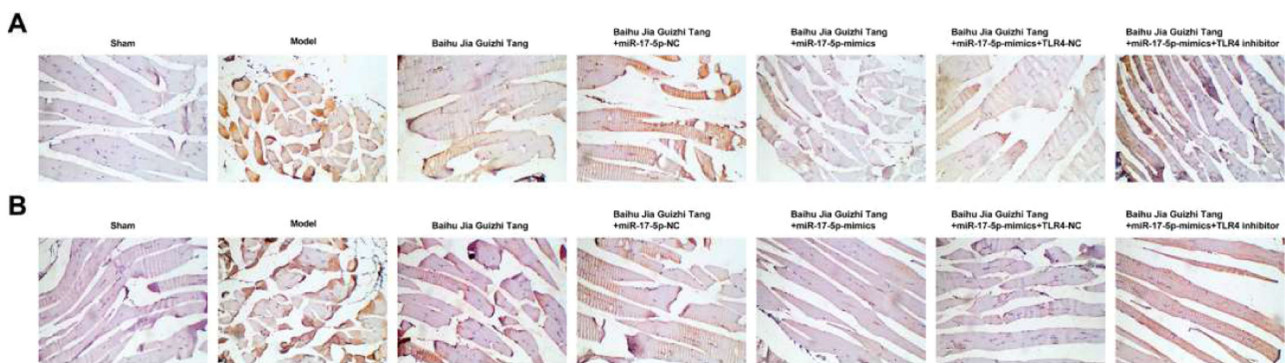 A
Sham
Model
Baihu Jia Guizhi Tang
Baihu Jia Guizhi Tang
+miR-17-5p-NC
Baihu Jia Guizhi Tang
+miR-17-5p-mimics
Baihu Jia Guizhi Tang
+miR-17-5p-mimics+TLR4-NC
Baihu Jia Guizhi Tang
+miR-17-5p-mimics+TLR4 inhibitor
B
Sham
Model
Baihu Jia Guizhi Tang
Baihu Jia Guizhi Tang
+miR-17-5p-NC
Baihu Jia Guizhi Tang
+miR-17-5p-mimics
Baihu Jia Guizhi Tang
+miR-17-5p-mimics+TLR4-NC
Baihu Jia Guizhi Tang
+miR-17-5p-mimics+TLR4 inhibitor